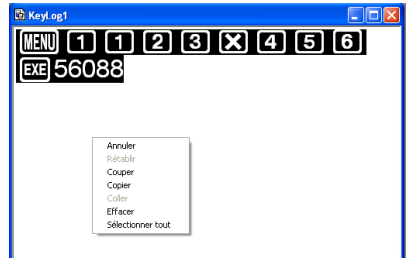 KeyLog1
MENU 1 1 2 3 × 4 5 6
EXE 56088
Annuler
Rétablir
Couper
Copier
Coller
Effacer
Sélectionner tout